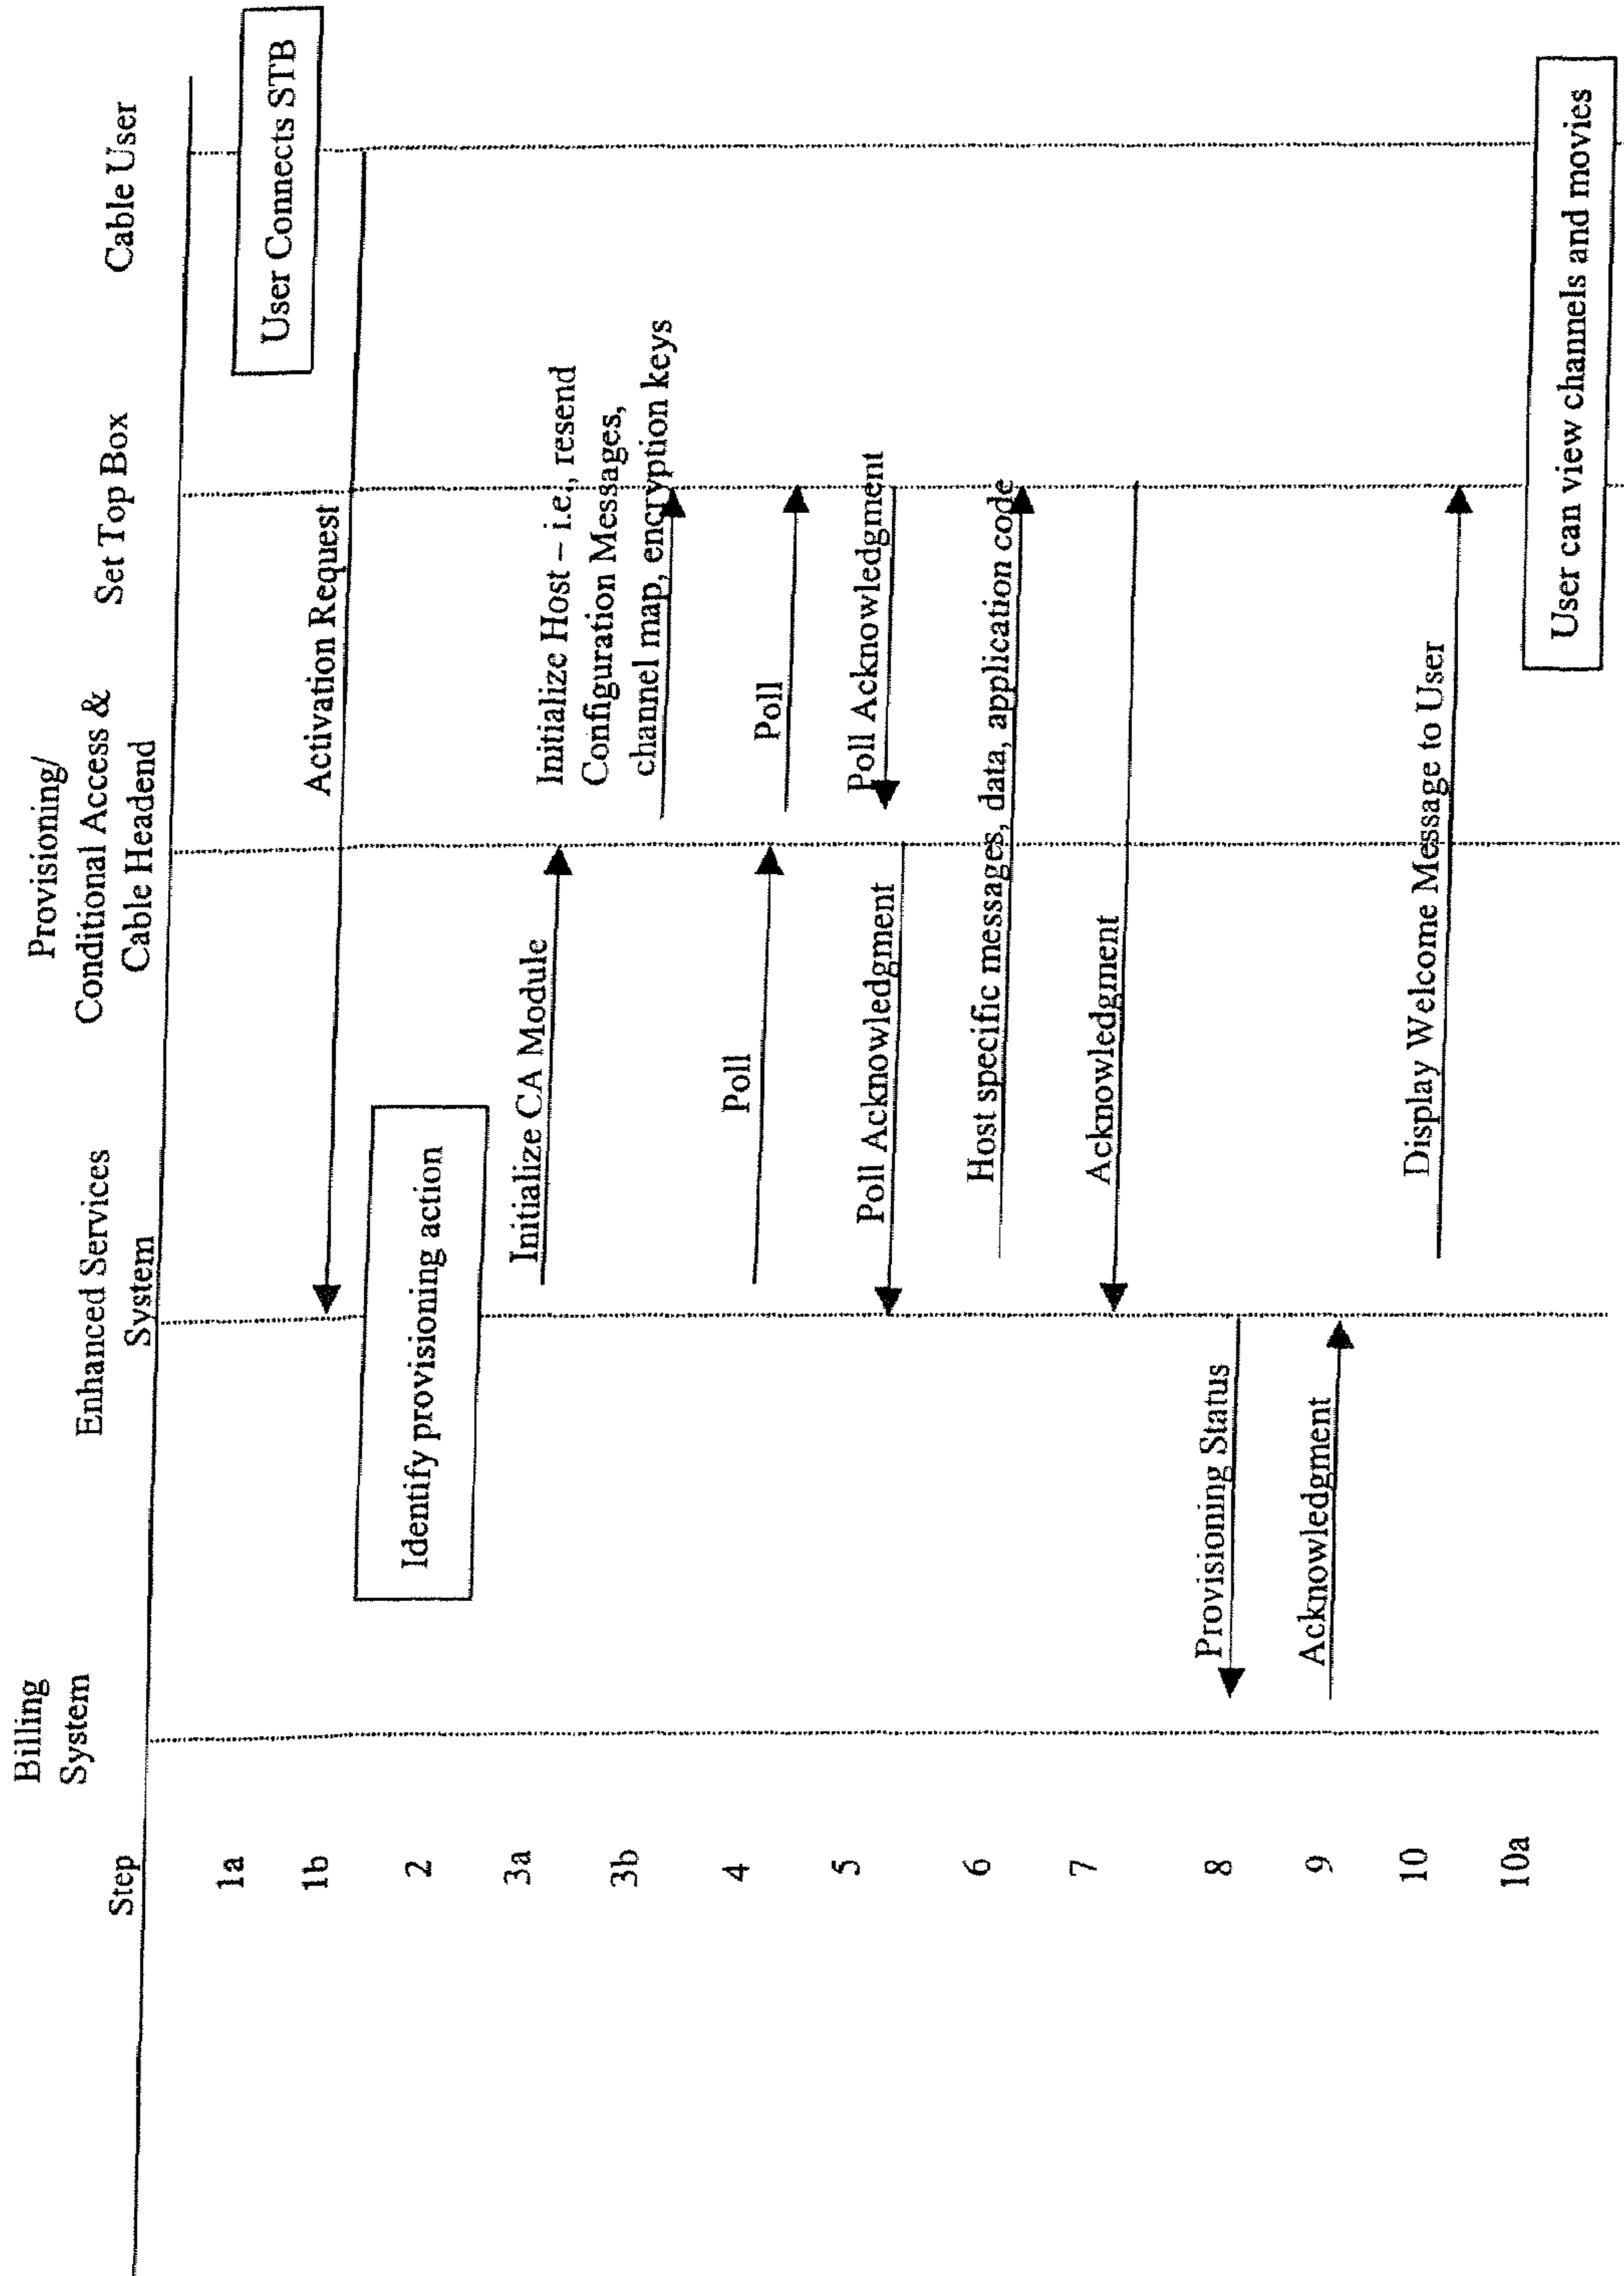 Step
Billing
System
Enhanced Services
System
Provisioning/
Conditional Access &
Cable Headend
Set Top Box
Cable User
1a
User Connects STB
1b
Activation Request
2
Identify provisioning action
3a
Initialize CA Module
3b
Initialize Host – i.e., resend
Configuration Messages,
channel map, encryption keys
4
Poll
Poll
5
Poll Acknowledgment
Poll Acknowledgment
6
Host specific messages, data, application code
7
Acknowledgment
8
Provisioning Status
9
Acknowledgment
10
Display Welcome Message to User
10a
User can view channels and movies